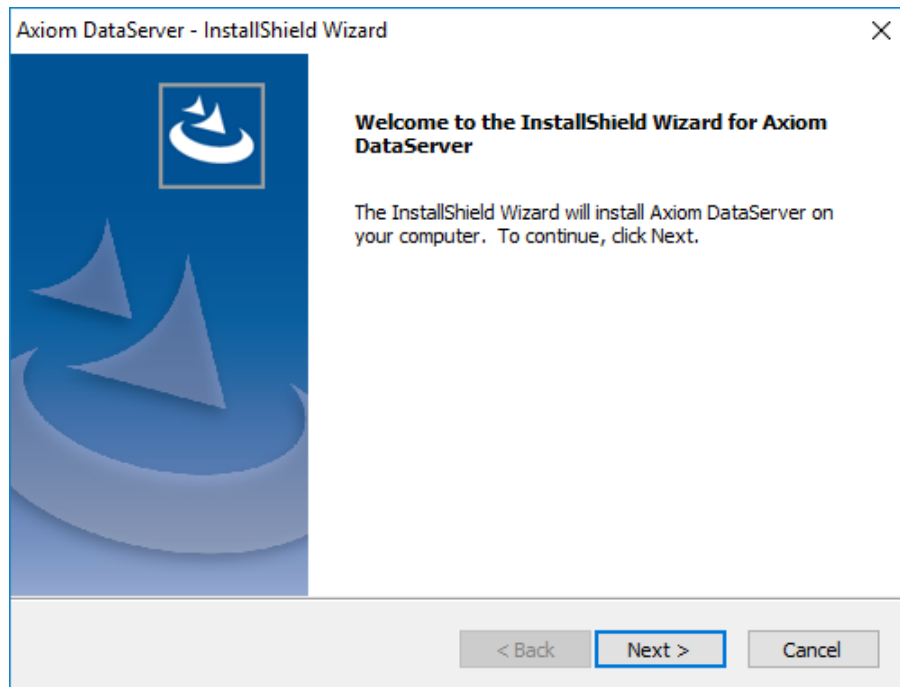 Axiom DataServer - InstallShield Wizard
Welcome to the InstallShield Wizard for Axiom
DataServer
The InstallShield Wizard will install Axiom DataServer on
your computer. To continue, click Next.
< Back
Next >
Cancel